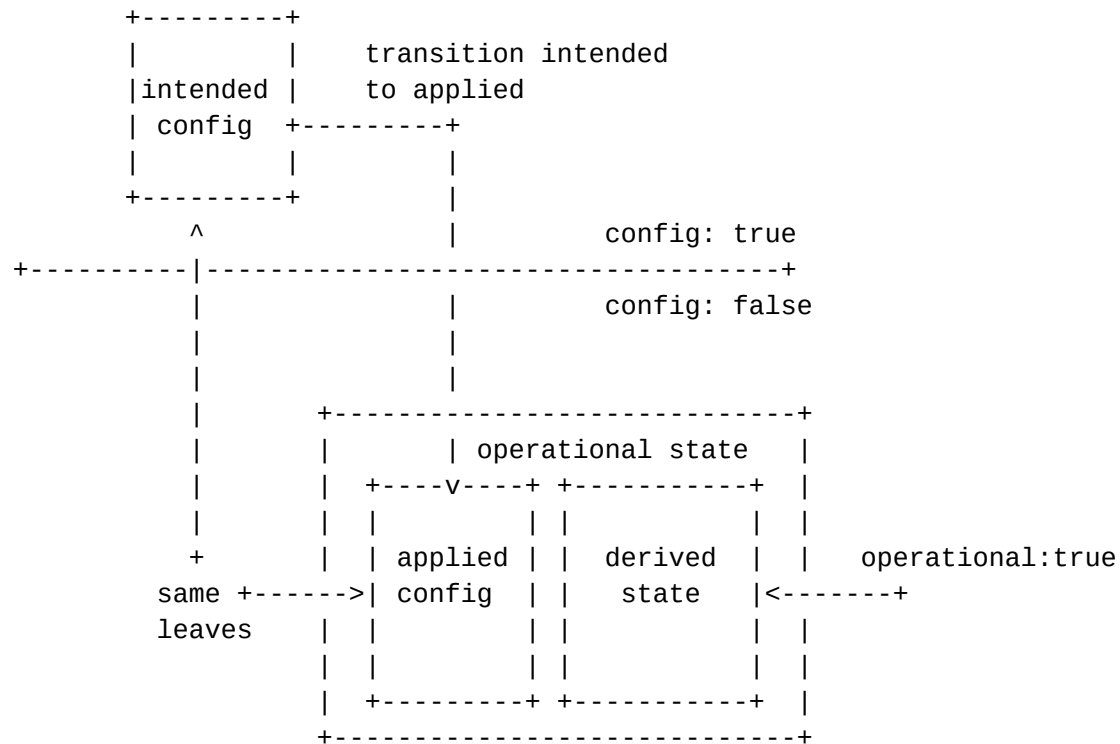 transition intended
intended to applied
config
config: true
config: false
operational state
applied derived operational:true
same config state
leaves